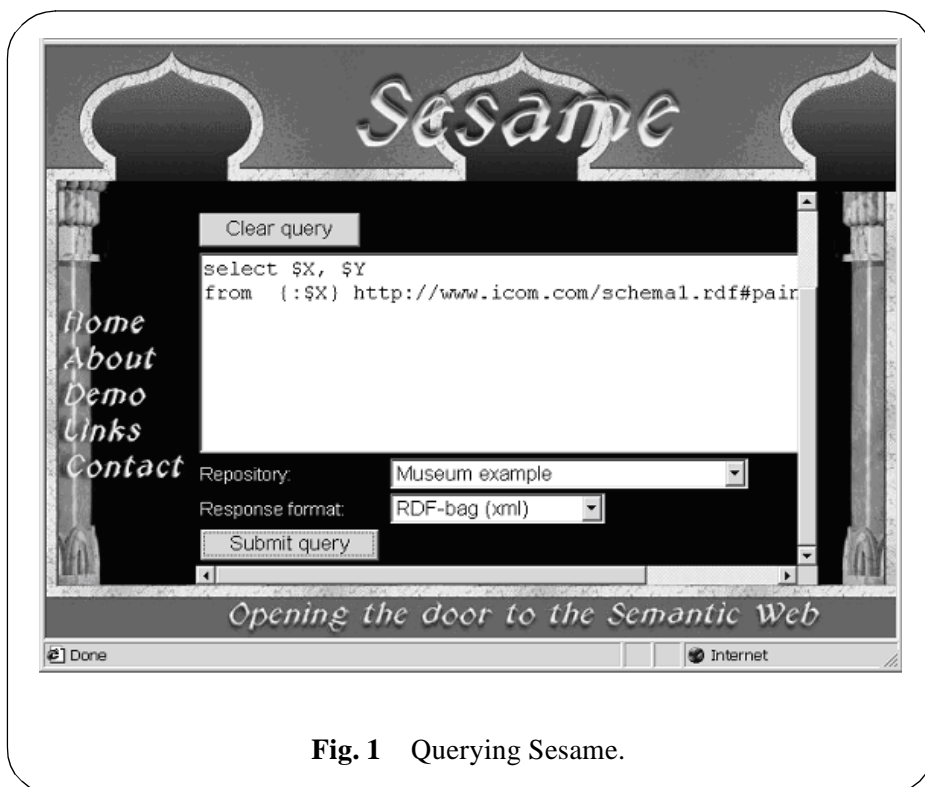 Sesame
Clear query
select $X, $Y
from {:$X} http://www.icom.com/schema1.rdf#pain
Home
About
Demo
Links
Contact
Repository: Museum example
Response format: RDF-bag (xml)
Submit query
Opening the door to the Semantic Web
Done Internet
Fig. 1 Querying Sesame.